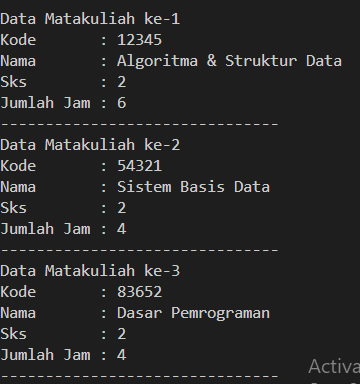 Data Matakuliah ke-1
Kode       : 12345
Nama       : Algoritma & Struktur Data
Sks        : 2
Jumlah Jam : 6
-------------------------------
Data Matakuliah ke-2
Kode       : 54321
Nama       : Sistem Basis Data
Sks        : 2
Jumlah Jam : 4
-------------------------------
Data Matakuliah ke-3
Kode       : 83652
Nama       : Dasar Pemrograman
Sks        : 2
Jumlah Jam : 4
-------------------------------